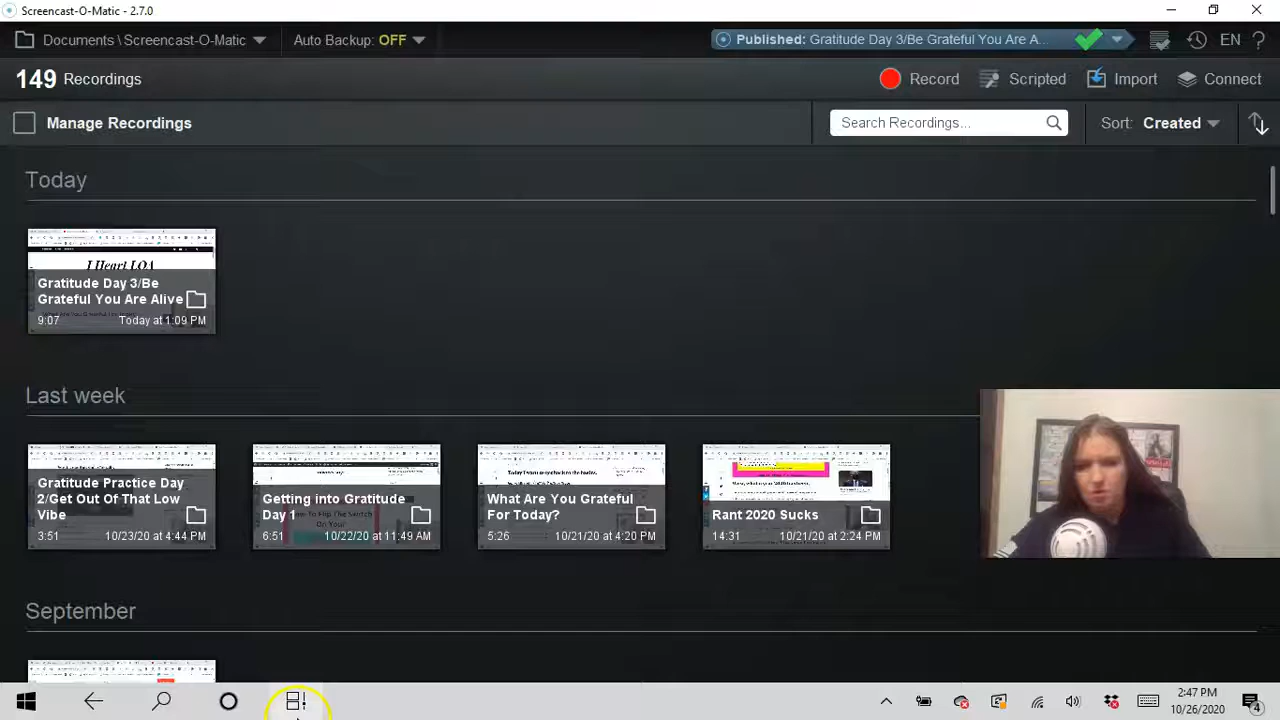 Screencast-O-Matic - 2.7.0
Documents \ Screencast-O-Matic
Auto Backup: OFF
Published: Gratitude Day 3/Be Grateful You Are A...
EN
149 Recordings
Record
Scripted
Import
Connect
Manage Recordings
Search Recordings...
Sort: Created
Today
I Heart LOA
Gratitude Day 3/Be
Grateful You Are Alive
9:07 Today at 1:09 PM
Last week
Gratitude Practice Day
2/Get Out Of That Low
Vibe
3:51 10/23/20 at 4:44 PM
Getting into Gratitude
Day 1
6:51 10/22/20 at 11:49 AM
What Are You Grateful
For Today?
5:26 10/21/20 at 4:20 PM
Rant 2020 Sucks
14:31 10/21/20 at 2:24 PM
September
2:47 PM
10/26/2020
4